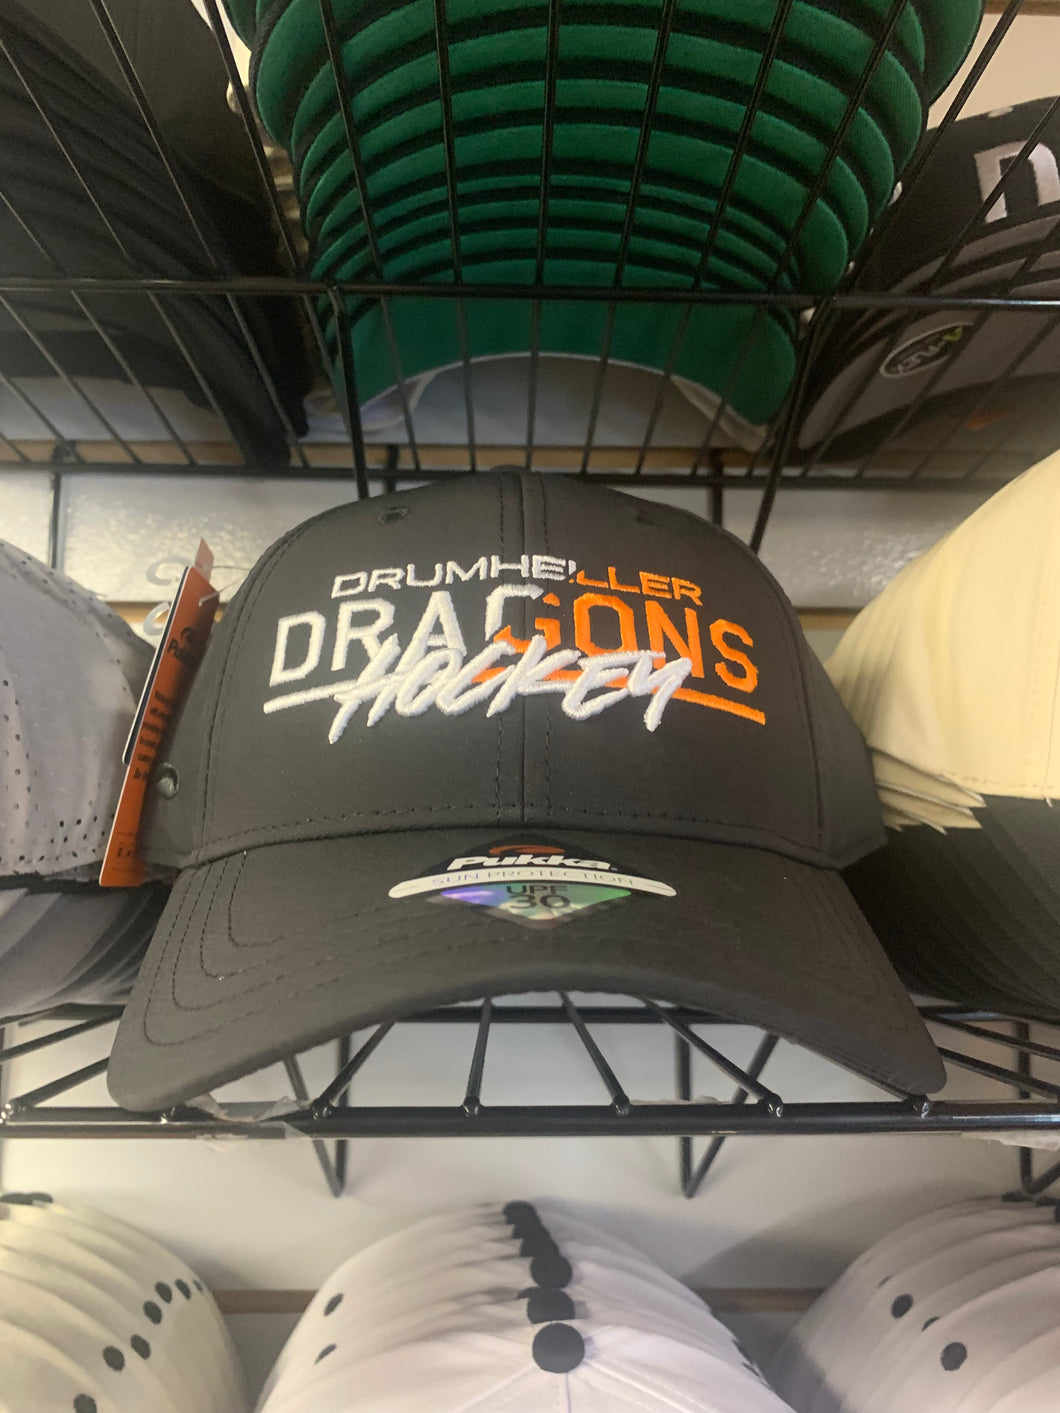 DRUMHELLER
DRAGONS
HOCKEY
Pukka
SUN PROTECTION
UPF
30